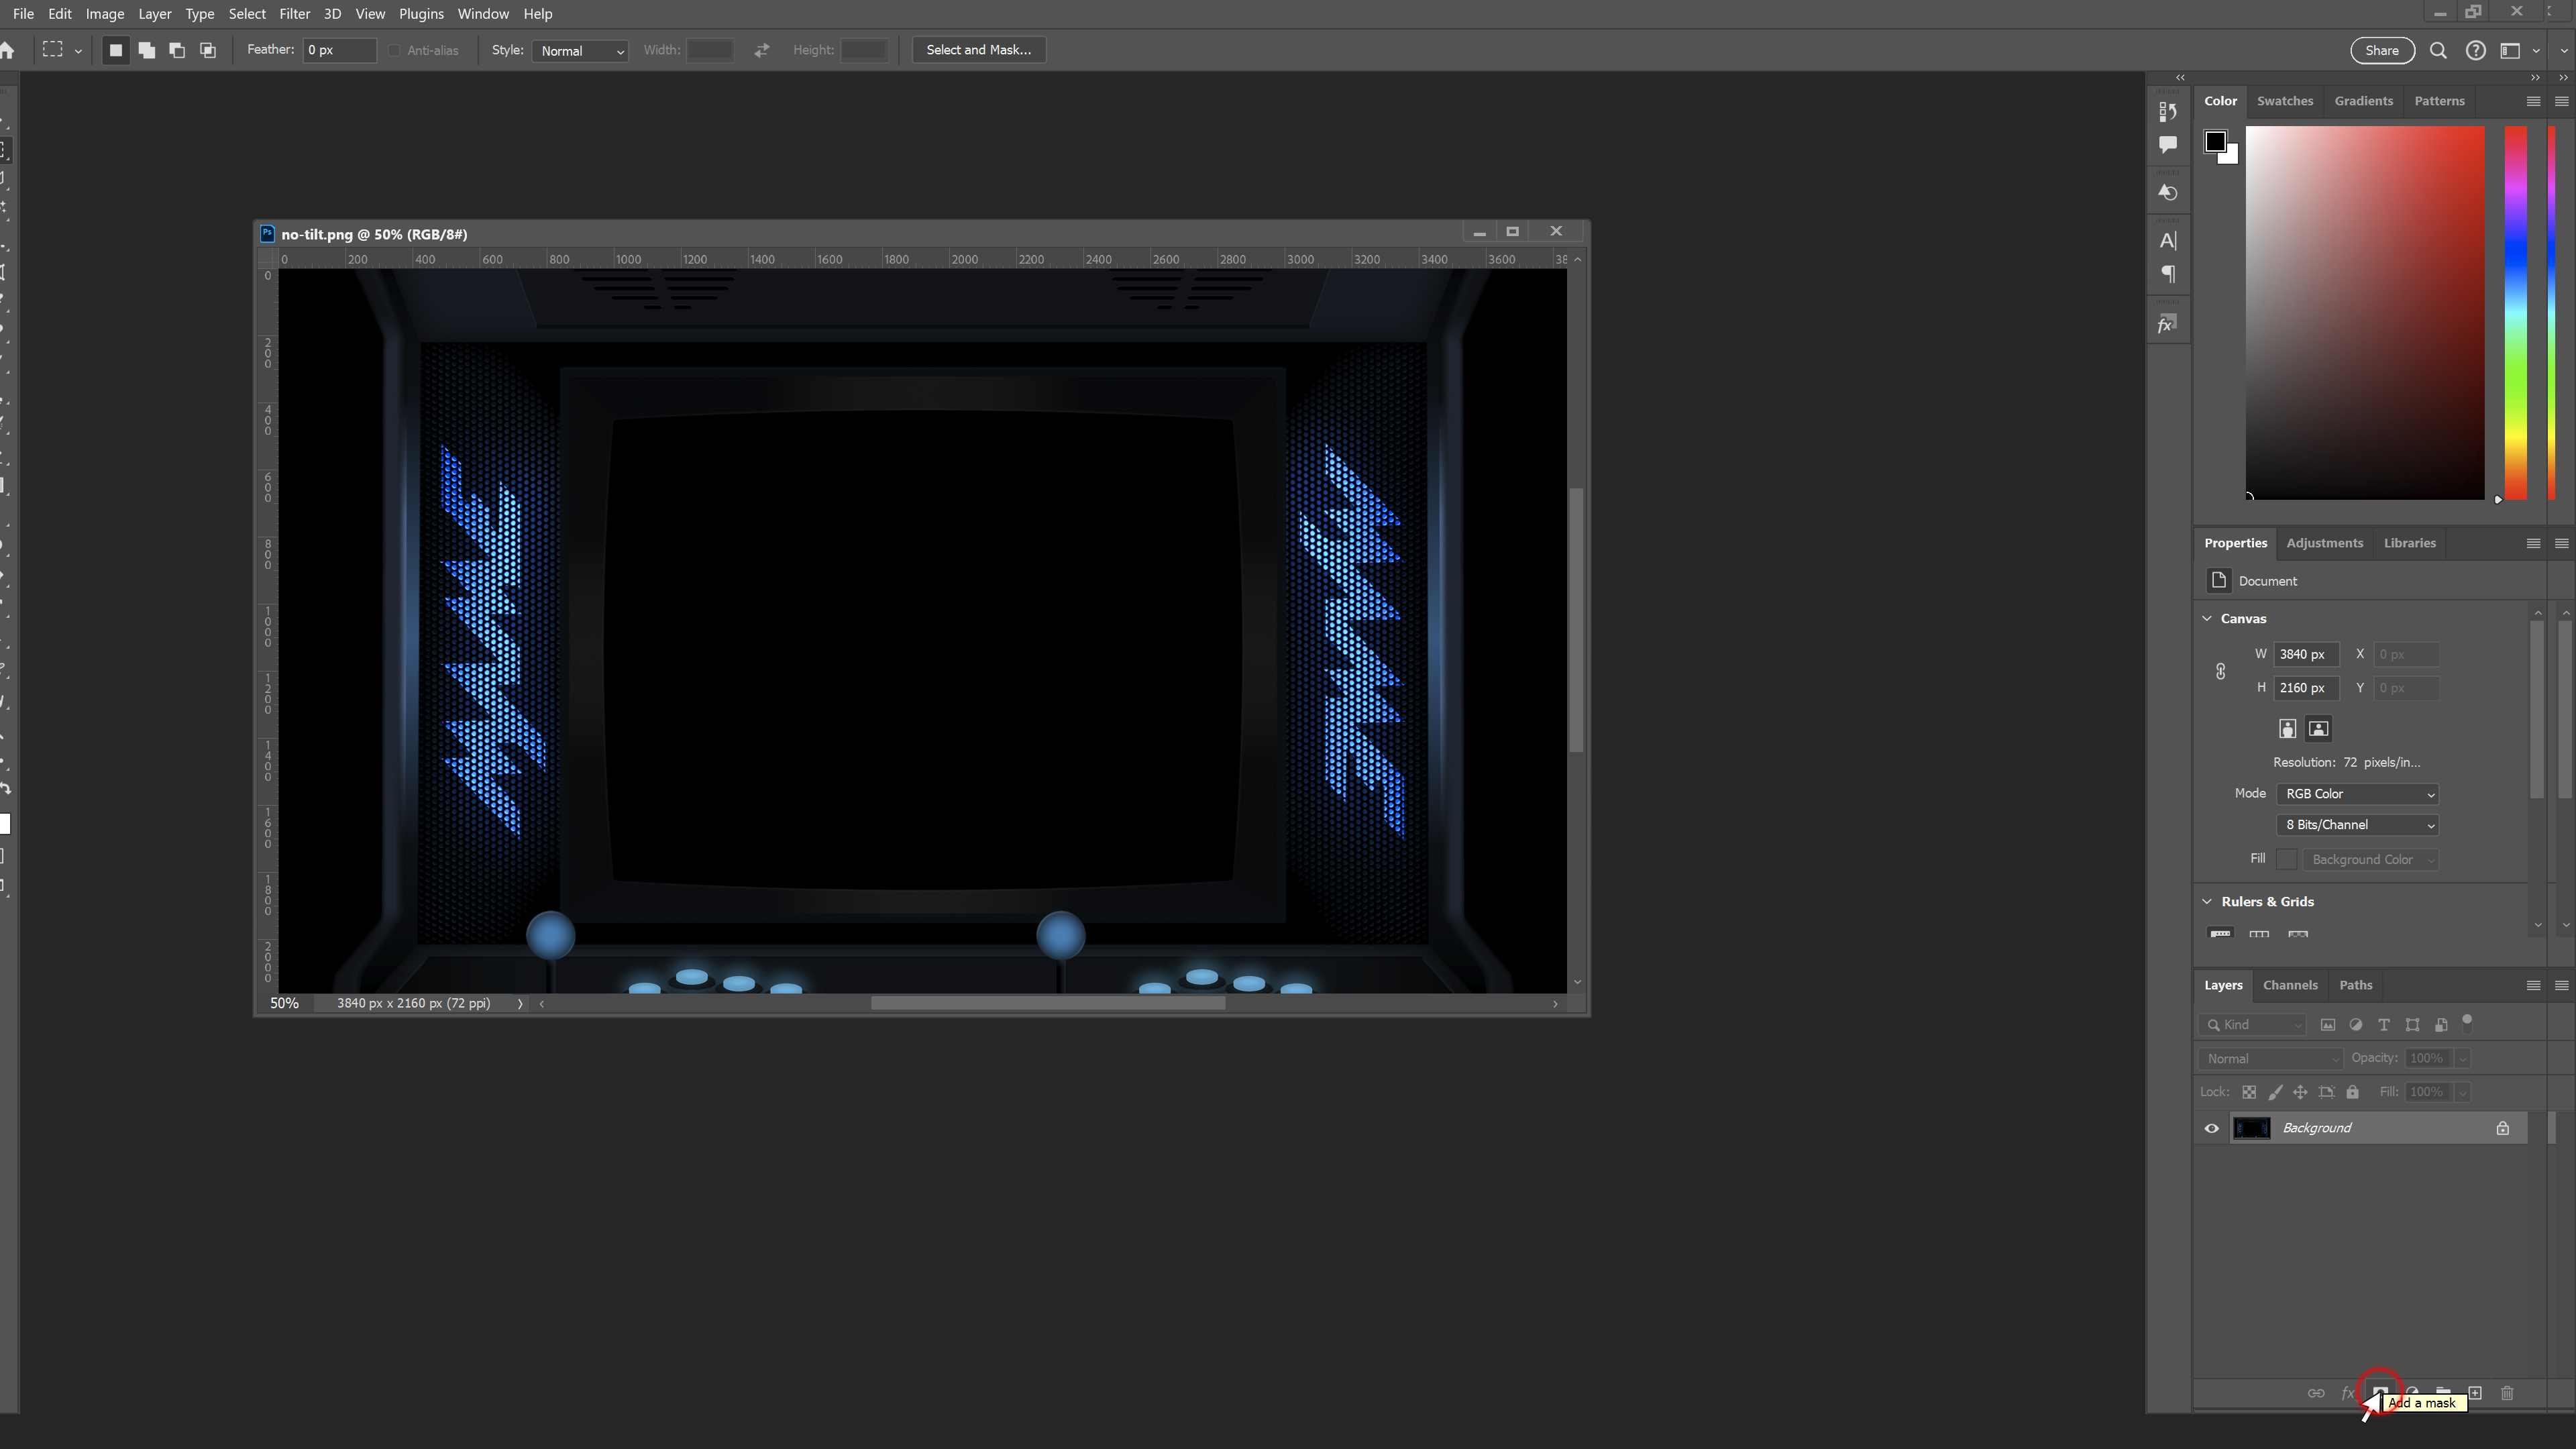 File Edit Image Layer Type Select Filter 3D View Plugins Window Help
Feather: 0 px Anti-alias Style: Normal Width: Height: Select and Mask... Share
Color Swatches Gradients Patterns
Ps no-tilt.png @ 50% (RGB/8#)
0 200 400 600 800 1000 1200 1400 1600 1800 2000 2200 2400 2600 2800 3000 3200 3400 3600 38
0
200
400
600
800
1000
1200
1400
1600
1800
2000
50% 3840 px x 2160 px (72 ppi)
Properties Adjustments Libraries
Document
Canvas
W 3840 px X 0 px
H 2160 px Y 0 px
Resolution: 72 pixels/in...
Mode RGB Color
8 Bits/Channel
Fill Background Color
Rulers & Grids
Layers Channels Paths
Kind
Normal Opacity: 100%
Lock: Fill: 100%
Background
fx
Add a mask